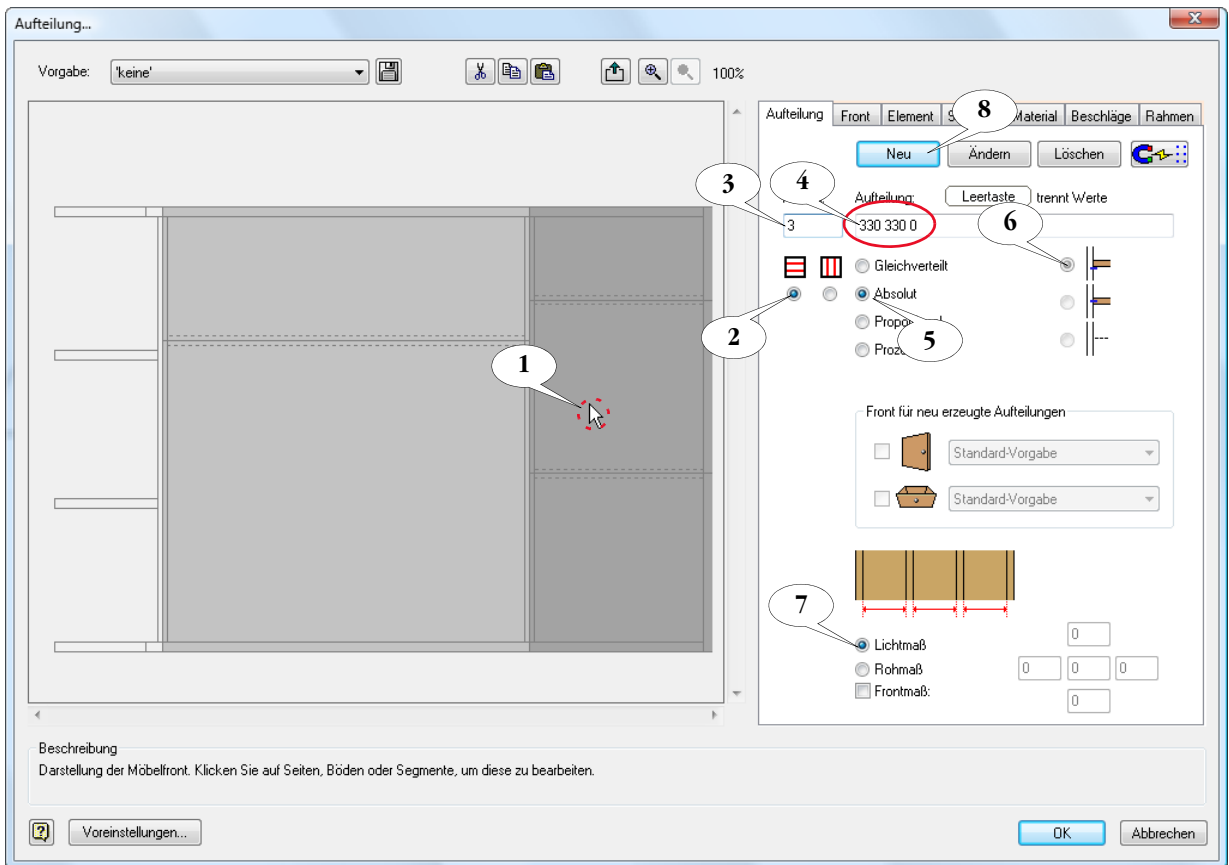 Aufteilung...
Vorgabe: 'keine' 100%
Aufteilung Front Element Material Beschläge Rahmen
8
Neu Ändern Löschen
3
4
Aufteilung: Leertaste trennt Werte
3 330 330 0
6
Gleichverteilt
Absolut
2
5
1
Front für neu erzeugte Aufteilungen
Standard-Vorgabe
Standard-Vorgabe
7
Lichtmaß 0
Rohmaß 0 0 0
Frontmaß: 0
Beschreibung
Darstellung der Möbelfront. Klicken Sie auf Seiten, Böden oder Segmente, um diese zu bearbeiten.
Voreinstellungen... OK Abbrechen